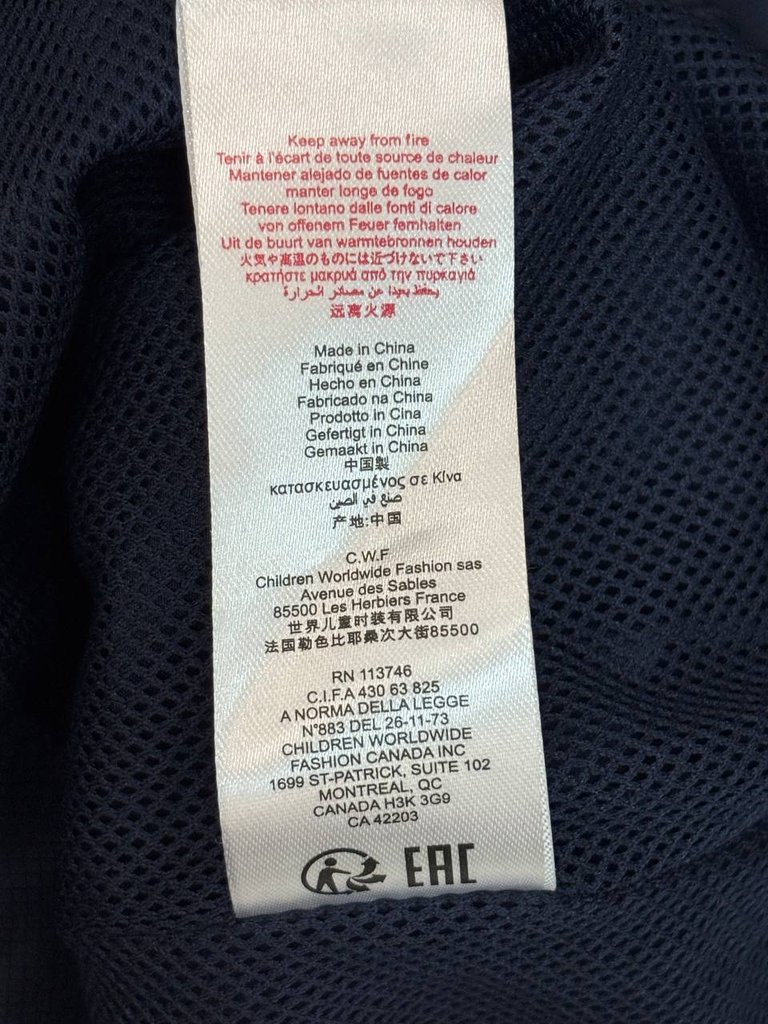 Keep away from fire
Tenir à l'écart de toute source de chaleur
Mantener alejado de fuentes de calor
manter longe de fogo
Tenere lontano dalle fonti di calore
von offenem Feuer fernhalten
Uit de buurt van warmtebronnen houden
火気や高温のものには近づけないで下さい
κρατήστε μακρυά από την πυρκαγιά
يحفظ بعيدا عن مصادر الحرارة
远离火源
Made in China
Fabriqué en Chine
Hecho en China
Fabricado na China
Prodotto in Cina
Gefertigt in China
Gemaakt in China
中国製
κατασκευασμένος σε Κίνα
صنع في الصين
产地:中国
C.W.F
Children Worldwide Fashion sas
Avenue des Sables
85500 Les Herbiers France
世界儿童时装有限公司
法国勒色比耶桑次大街85500
RN 113746
C.I.F.A 430 63 825
A NORMA DELLA LEGGE
N°883 DEL 26-11-73
CHILDREN WORLDWIDE
FASHION CANADA INC
1699 ST-PATRICK, SUITE 102
MONTREAL, QC
CANADA H3K 3G9
CA 42203
EAC